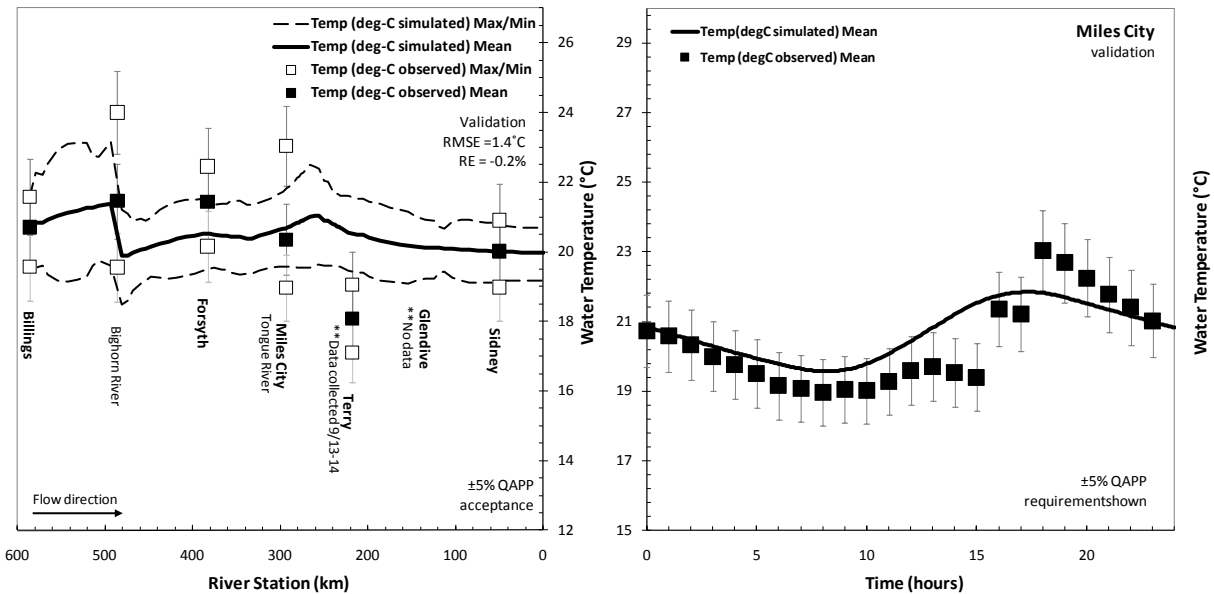 Temp (deg-C simulated) Max/Min
Temp (deg-C simulated) Mean
Temp (deg-C observed) Max/Min
Temp (deg-C observed) Mean
Validation
RMSE =1.4˚C
RE = -0.2%
Billings
Bighorn River
Forsyth
Miles City
Tongue River
**Data collected 9/13-14
Terry
Glendive
**No data
Sidney
Flow direction
±5% QAPP
acceptance
26
24
22
20
18
16
14
12
Water Temperature (°C)
600
500
400
300
200
100
0
River Station (km)
Temp(degC simulated) Mean
Temp (degC observed) Mean
Miles City
validation
±5% QAPP
requirementshown
29
27
25
23
21
19
17
15
Water Temperature (°C)
0
5
10
15
20
Time (hours)